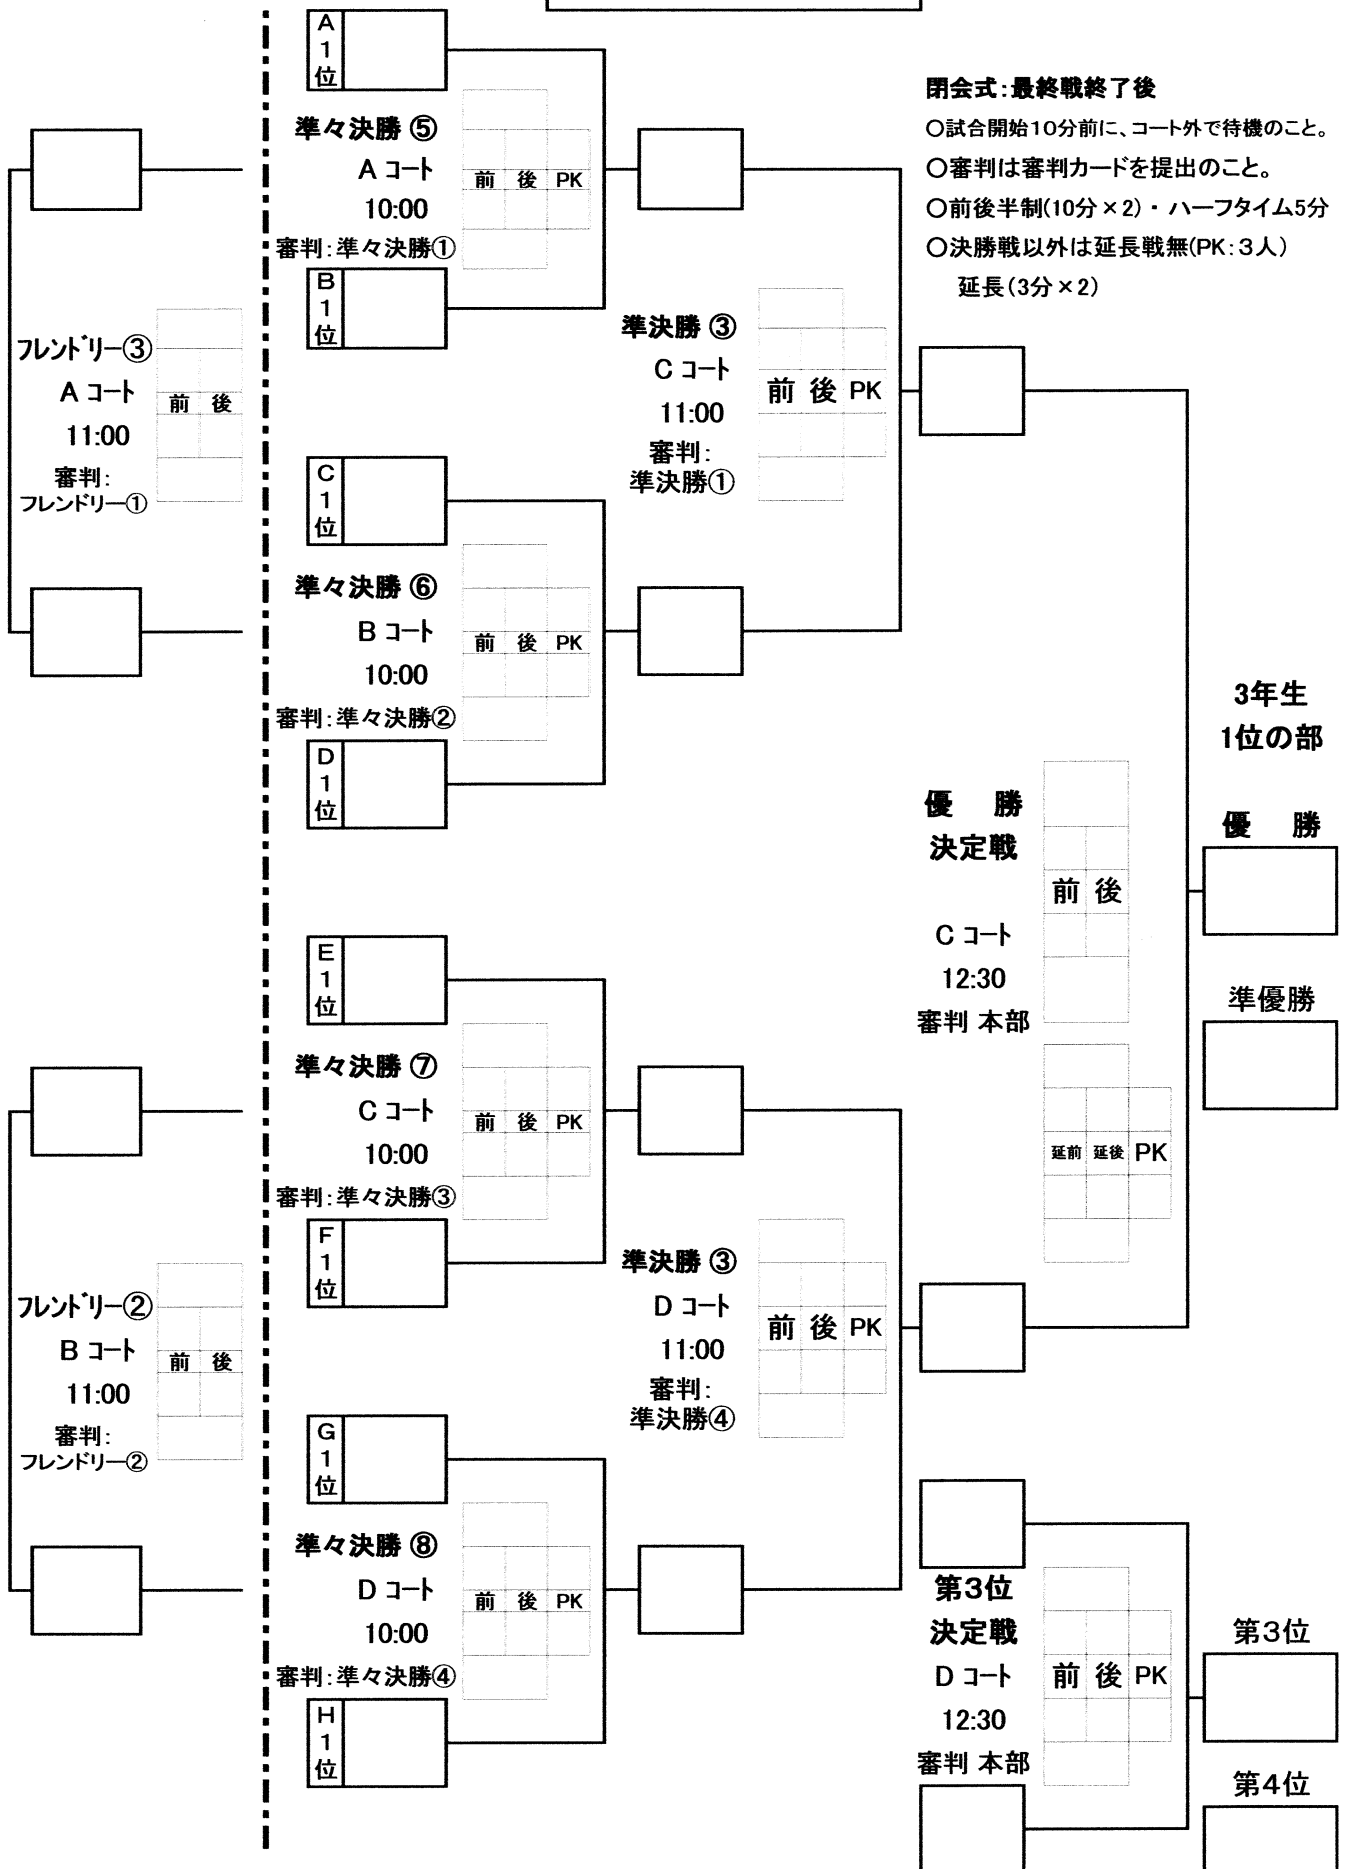 閉会式：最終戦終了後
○試合開始10分前に、コート外で待機のこと。
○審判は審判カードを提出のこと。
○前後半制(10分×2)・ハーフタイム5分
○決勝戦以外は延長戦無(PK:3人)
延長(3分×2)
フレンドリー③
A コート
11:00
審判：
フレンドリー①
前 後
フレンドリー②
B コート
11:00
審判：
フレンドリー②
前 後
A1位
準々決勝 ⑤
A コート
10:00
審判：準々決勝①
前 後 PK
B1位
C1位
準々決勝 ⑥
B コート
10:00
審判：準々決勝②
前 後 PK
D1位
E1位
準々決勝 ⑦
C コート
10:00
審判：準々決勝③
前 後 PK
F1位
G1位
準々決勝 ⑧
D コート
10:00
審判：準々決勝④
前 後 PK
H1位
準決勝 ③
C コート
11:00
審判：
準決勝①
前 後 PK
準決勝 ③
D コート
11:00
審判：
準決勝④
前 後 PK
優 勝
決定戦
C コート
12:30
審判 本部
前 後
延前 延後 PK
3年生
1位の部
優 勝
準優勝
第3位
決定戦
D コート
12:30
審判 本部
前 後 PK
第3位
第4位